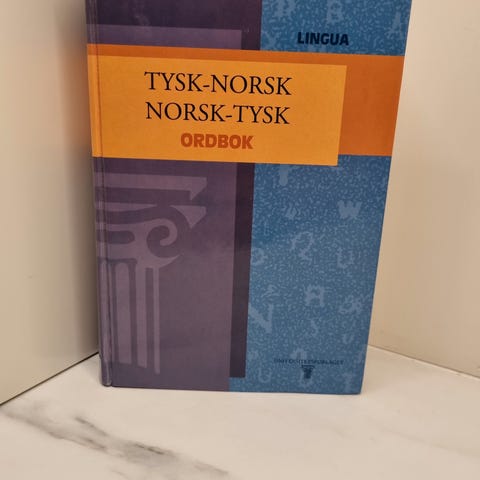 LINGUA
TYSK-NORSK
NORSK-TYSK
ORDBOK
UNIVERSITETSFORLAGET